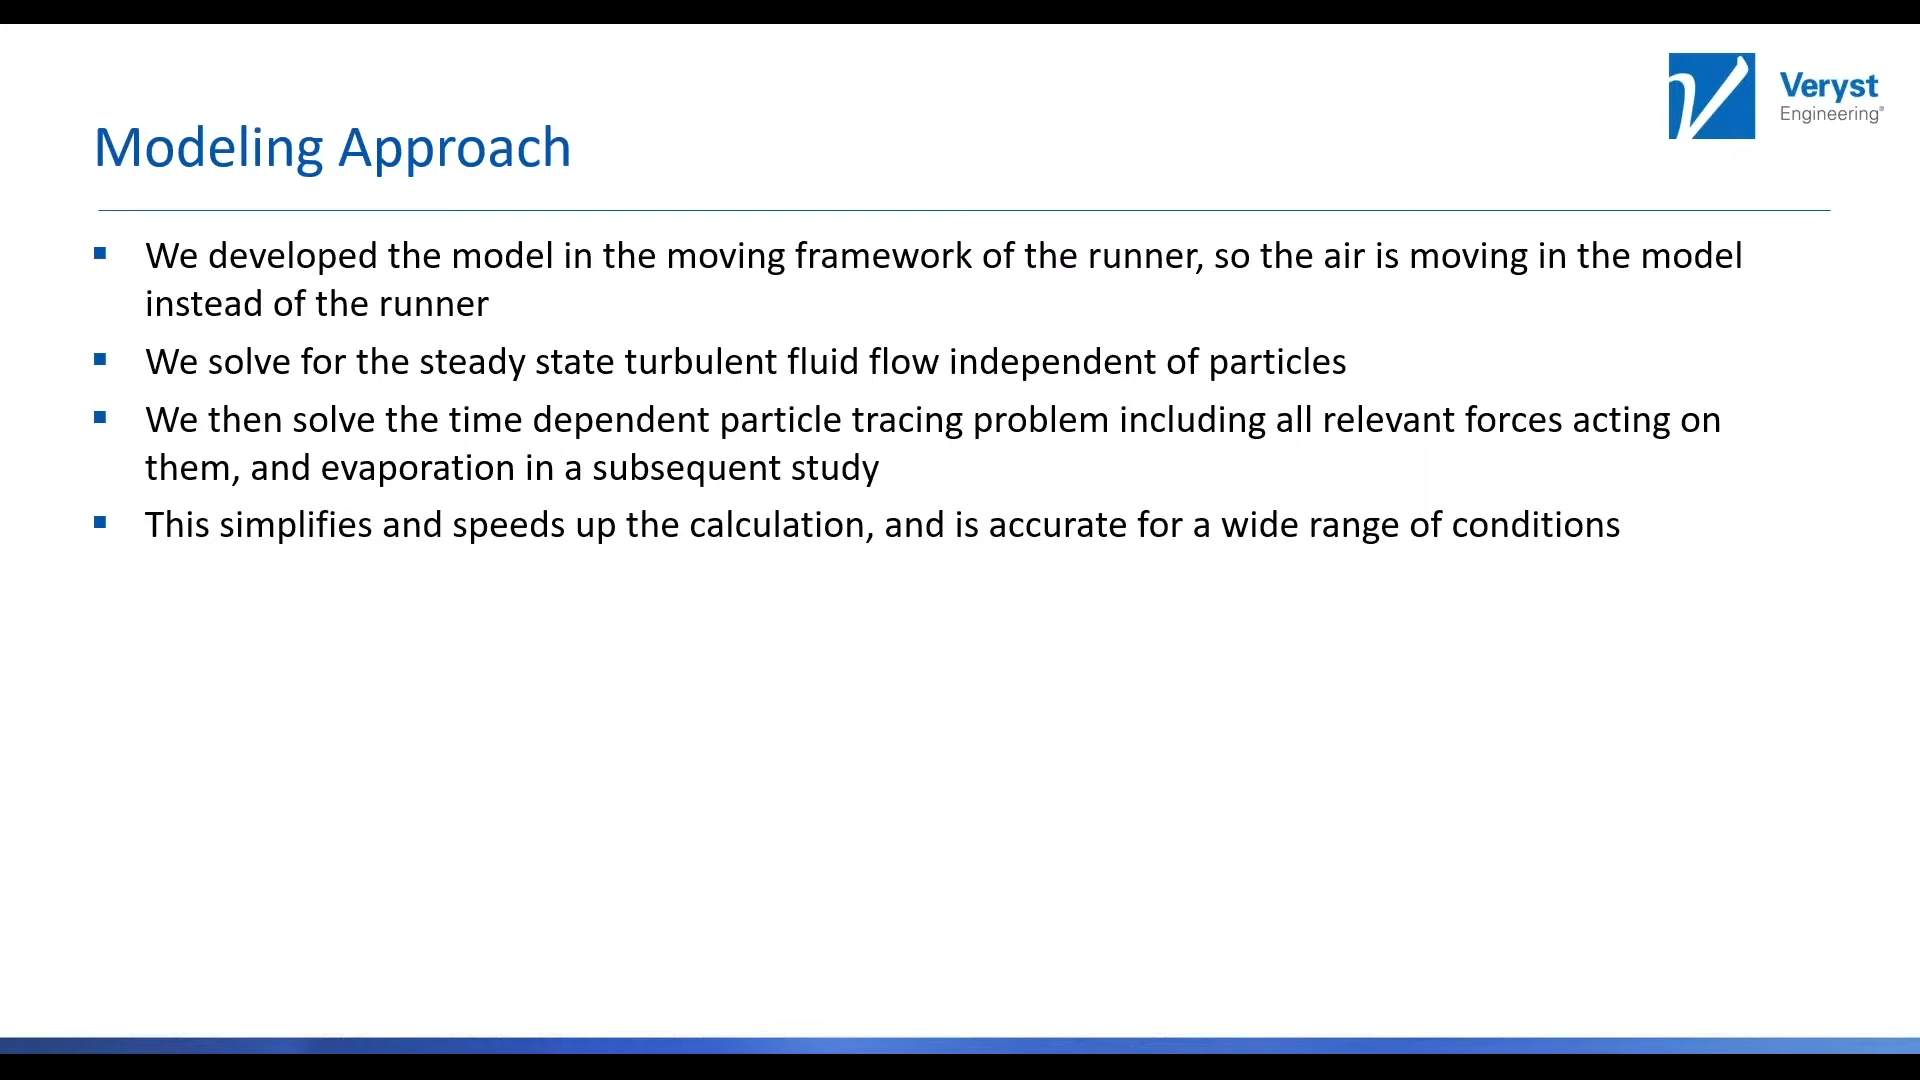 Veryst
Engineering®
Modeling Approach
▪ We developed the model in the moving framework of the runner, so the air is moving in the model
instead of the runner
▪ We solve for the steady state turbulent fluid flow independent of particles
▪ We then solve the time dependent particle tracing problem including all relevant forces acting on
them, and evaporation in a subsequent study
▪ This simplifies and speeds up the calculation, and is accurate for a wide range of conditions